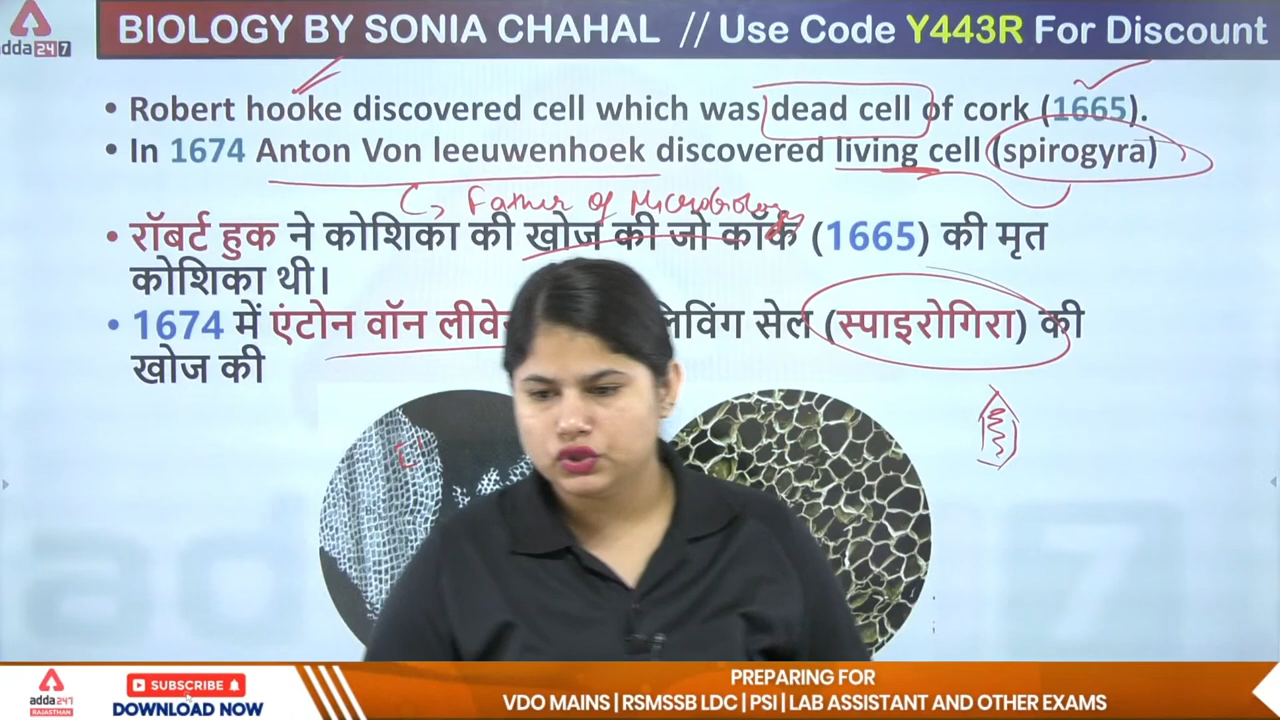 adda247
BIOLOGY BY SONIA CHAHAL // Use Code Y443R For Discount
• Robert hooke discovered cell which was dead cell of cork (1665).
• In 1674 Anton Von leeuwenhoek discovered living cell (spirogyra)
Father of Microbiology
• रॉबर्ट हुक ने कोशिका की खोज की जो कॉर्क (1665) की मृत
कोशिका थी।
• 1674 में एंटोन वॉन लीवे लिविंग सेल (स्पाइरोगिरा) की
खोज की
adda247
RAJASTHAN
SUBSCRIBE
DOWNLOAD NOW
PREPARING FOR
VDO MAINS | RSMSSB LDC | PSI | LAB ASSISTANT AND OTHER EXAMS